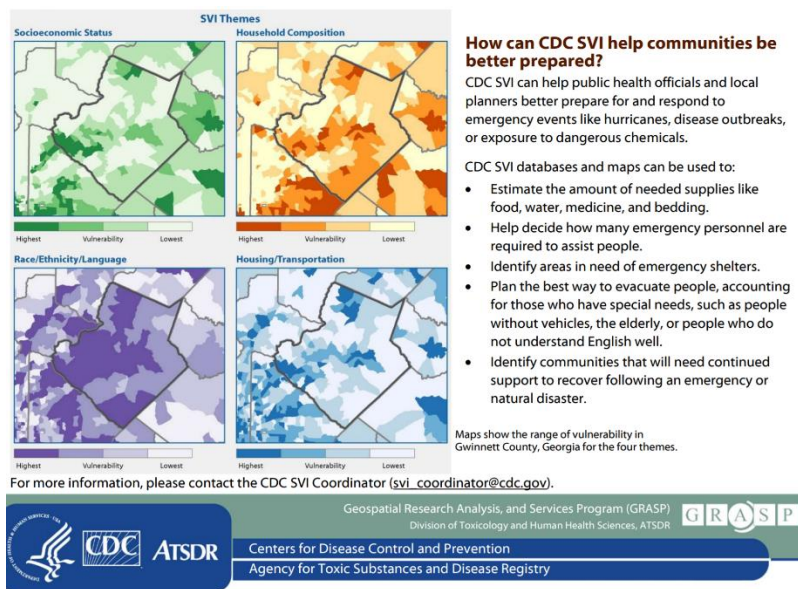 SVI Themes
Socioeconomic Status
Household Composition
Highest Vulnerability Lowest
Highest Vulnerability Lowest
Race/Ethnicity/Language
Housing/Transportation
Highest Vulnerability Lowest
Highest Vulnerability Lowest
How can CDC SVI help communities be
better prepared?
CDC SVI can help public health officials and local
planners better prepare for and respond to
emergency events like hurricanes, disease outbreaks,
or exposure to dangerous chemicals.
CDC SVI databases and maps can be used to:
• Estimate the amount of needed supplies like
food, water, medicine, and bedding.
• Help decide how many emergency personnel are
required to assist people.
• Identify areas in need of emergency shelters.
• Plan the best way to evacuate people, accounting
for those who have special needs, such as people
without vehicles, the elderly, or people who do
not understand English well.
• Identify communities that will need continued
support to recover following an emergency or
natural disaster.
Maps show the range of vulnerability in
Gwinnett County, Georgia for the four themes.
For more information, please contact the CDC SVI Coordinator (svi_coordinator@cdc.gov).
Geospatial Research Analysis, and Services Program (GRASP)
Division of Toxicology and Human Health Sciences, ATSDR
GRASP
DEPARTMENT OF HEALTH & HUMAN SERVICES • USA
CDC
ATSDR
Centers for Disease Control and Prevention
Agency for Toxic Substances and Disease Registry